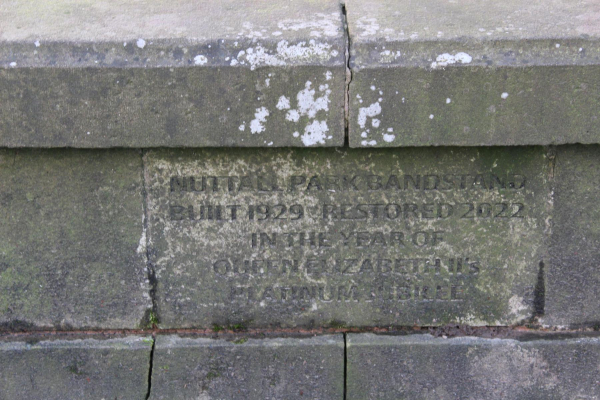 NUTTALL PARK BANDSTAND
BUILT 1929 - RESTORED 2022
IN THE YEAR OF
QUEEN ELIZABETH II's
PLATINUM JUBILEE